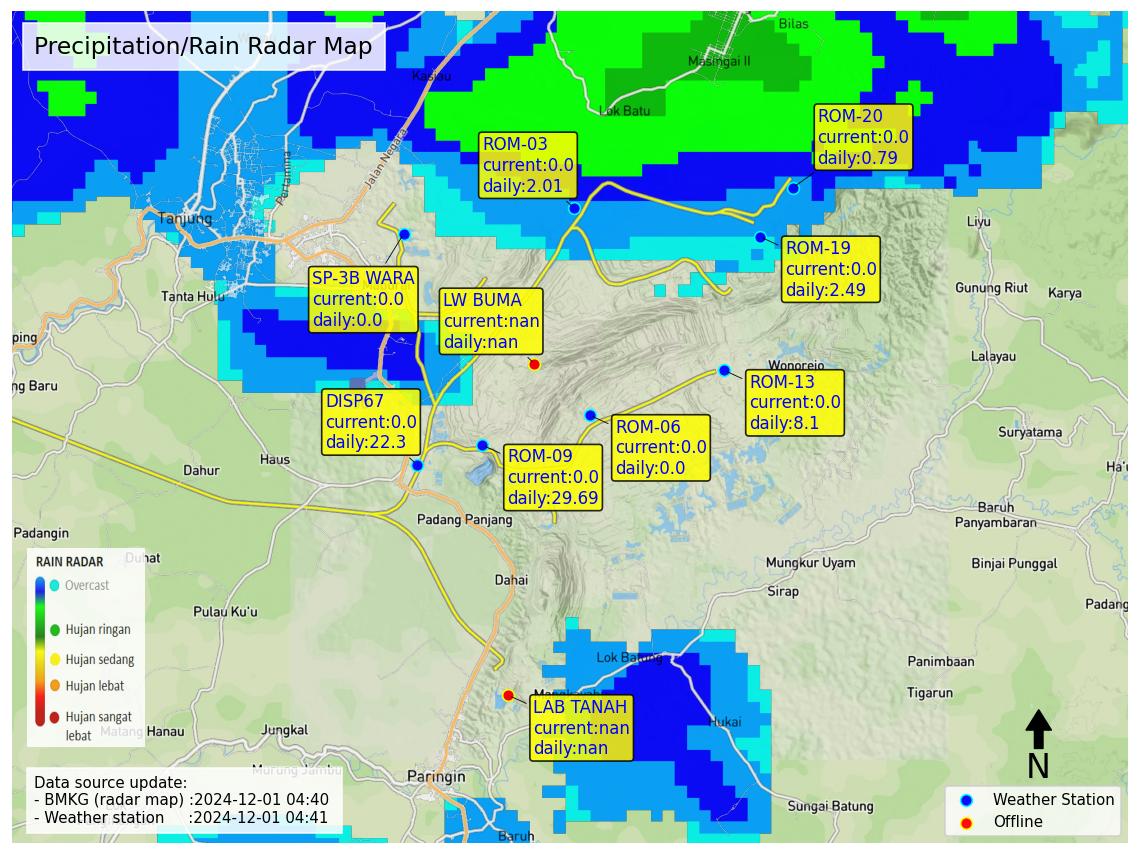 Precipitation/Rain Radar Map
Bilas
Masingai II
Kasiau
Lok Batu
Jalan Negara
Pertamina
Tanjung
Tanta Hulu
ROM-03
current:0.0
daily:2.01
ROM-20
current:0.0
daily:0.79
ROM-19
current:0.0
daily:2.49
SP-3B WARA
current:0.0
daily:0.0
LW BUMA
current:nan
daily:nan
Liyu
Gunung Riut
Karya
Lalayau
Wonorejo
ping
ng Baru
ROM-13
current:0.0
daily:8.1
DISP67
current:0.0
daily:22.3
ROM-06
current:0.0
daily:0.0
ROM-09
current:0.0
daily:29.69
Suryatama
Ha'u
Dahur
Haus
Padang Panjang
Baruh
Panyambaran
Padangin
Duhat
Dahai
Mungkur Uyam
Binjai Punggal
Sirap
Padang
Pulau Ku'u
Lok Batung
Panimbaan
Tigarun
Hukai
RAIN RADAR
Overcast
Hujan ringan
Hujan sedang
Hujan lebat
Hujan sangat
lebat
LAB TANAH
current:nan
daily:nan
Matang Hanau
Jungkal
Murung Jambu
Paringin
Baruh
Sungai Batung
N
Data source update:
- BMKG (radar map) :2024-12-01 04:40
- Weather station :2024-12-01 04:41
Weather Station
Offline